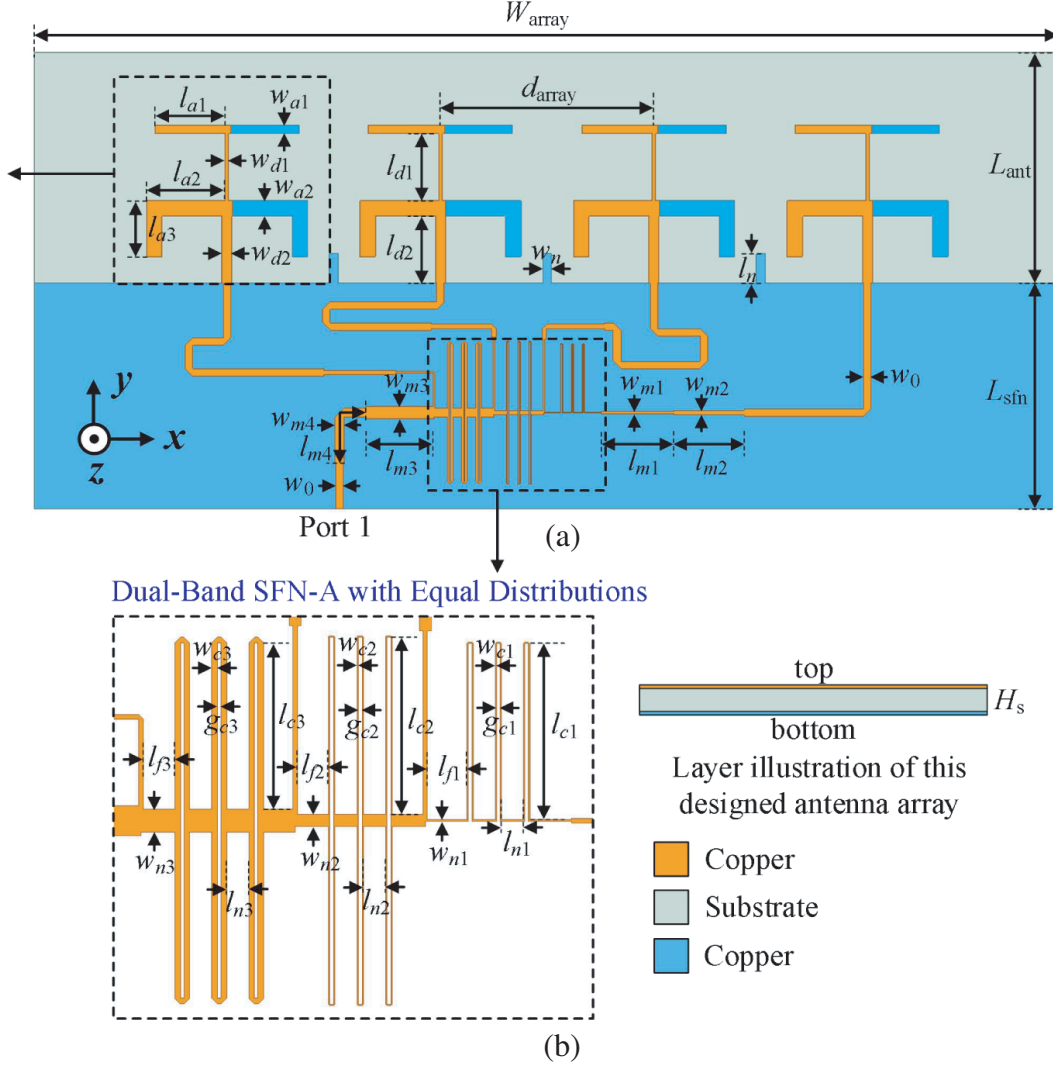 W_array
l_a1
w_a1
d_array
w_d1
l_d1
L_ant
l_a2
w_a2
l_a3
w_d2
l_d2
w_n
l_n
w_m3
w_m1
w_m2
w_0
L_sfn
y
x
z
w_m4
l_m4
l_m3
l_m1
l_m2
w_0
Port 1
(a)
Dual-Band SFN-A with Equal Distributions
w_c3
w_c2
w_c1
g_c3
l_c3
g_c2
l_c2
g_c1
l_c1
l_f3
l_f2
l_f1
w_n3
w_n2
w_n1
l_n1
l_n3
l_n2
top
H_s
bottom
Layer illustration of this
designed antenna array
Copper
Substrate
Copper
(b)